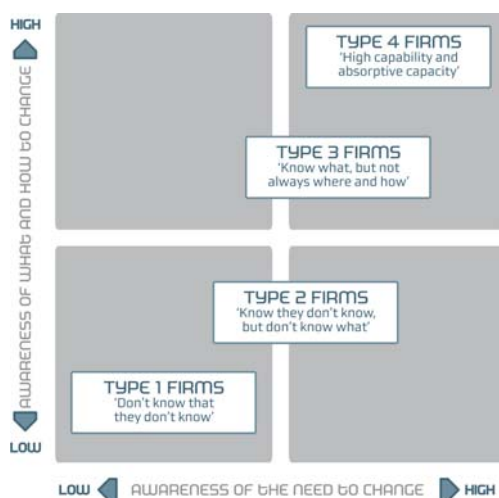 HIGH
TYPE 4 FIRMS
‘High capability and
absorptive capacity’
TYPE 3 FIRMS
‘Know what, but not
always where and how’
AWARENESS OF WHAT AND HOW TO CHANGE
TYPE 2 FIRMS
‘Know they don’t know,
but don’t know what’
TYPE 1 FIRMS
‘Don’t know that
they don’t know’
LOW
LOW AWARENESS OF THE NEED TO CHANGE HIGH